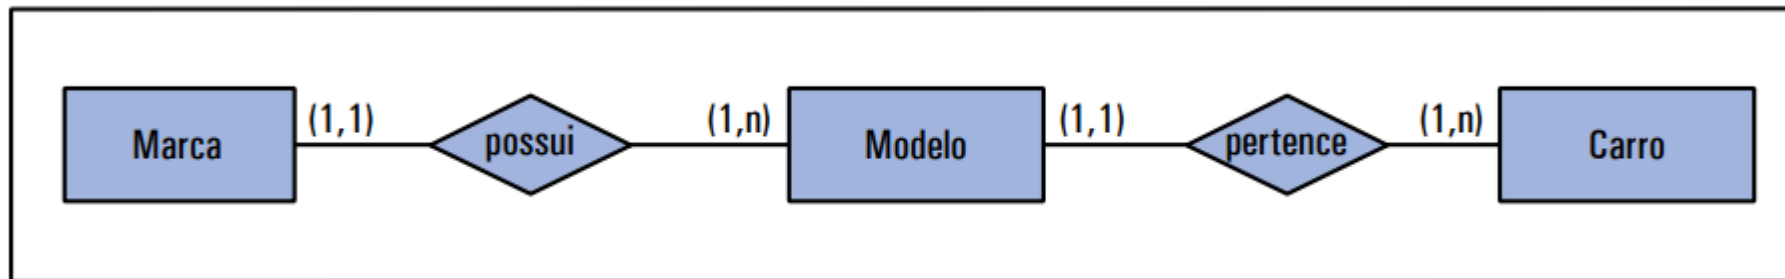 Marca (1,1) possui (1,n) Modelo (1,1) pertence (1,n) Carro